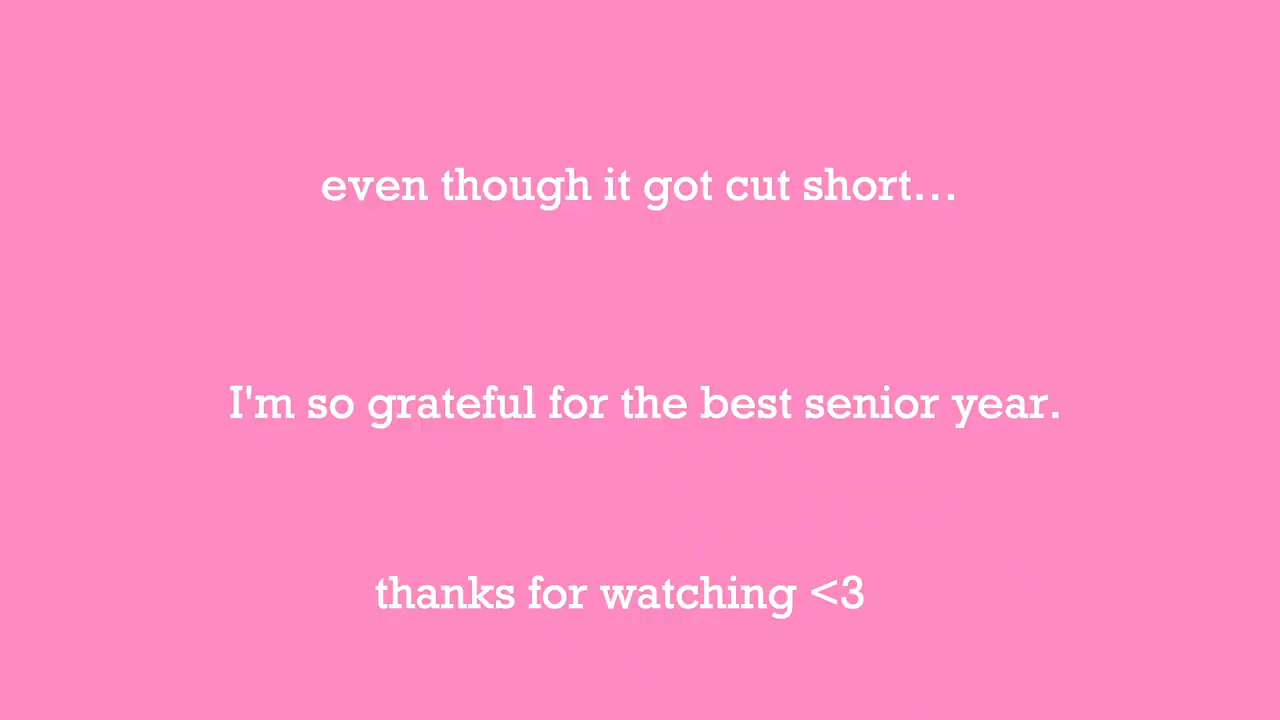 even though it got cut short...
I'm so grateful for the best senior year.
thanks for watching <3